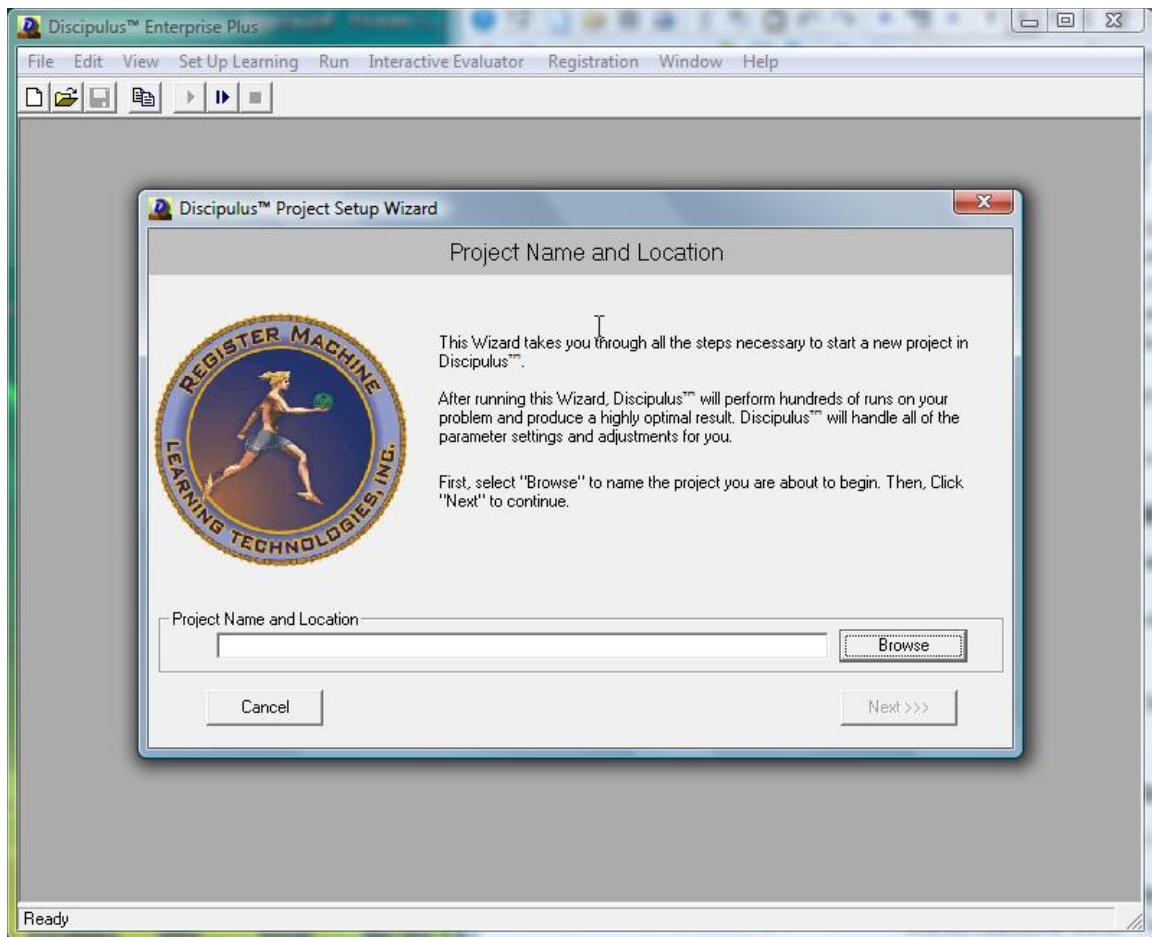 Discipulus™ Enterprise Plus
File Edit View Set Up Learning Run Interactive Evaluator Registration Window Help
Discipulus™ Project Setup Wizard
Project Name and Location
REGISTER MACHINE
LEARNING TECHNOLOGIES, INC.
This Wizard takes you through all the steps necessary to start a new project in
Discipulus™.
After running this Wizard, Discipulus™ will perform hundreds of runs on your
problem and produce a highly optimal result. Discipulus™ will handle all of the
parameter settings and adjustments for you.
First, select "Browse" to name the project you are about to begin. Then, Click
"Next" to continue.
Project Name and Location
Browse
Cancel
Next >>>
Ready